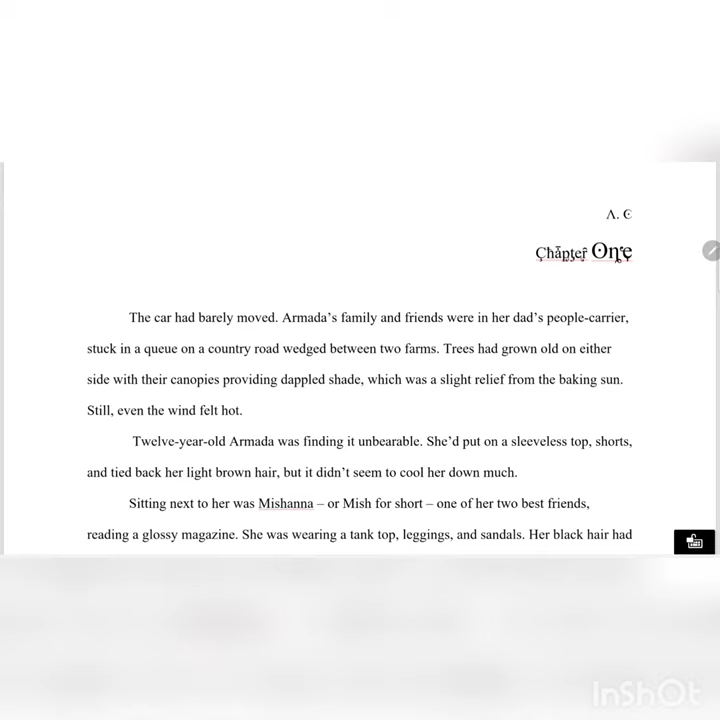 Λ. Є
Çhȧ̊p̧ţȩȓ ʘղҽ̨
The car had barely moved. Armada’s family and friends were in her dad’s people-carrier,
stuck in a queue on a country road wedged between two farms. Trees had grown old on either
side with their canopies providing dappled shade, which was a slight relief from the baking sun.
Still, even the wind felt hot.
Twelve-year-old Armada was finding it unbearable. She’d put on a sleeveless top, shorts,
and tied back her light brown hair, but it didn’t seem to cool her down much.
Sitting next to her was Mishanna – or Mish for short – one of her two best friends,
reading a glossy magazine. She was wearing a tank top, leggings, and sandals. Her black hair had
InShOt